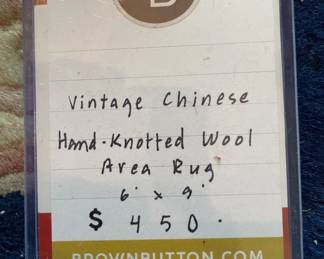 Vintage Chinese
Hand-Knotted Wool
Area Rug
6' x 9'
$ 450.
BROWNBUTTON.COM